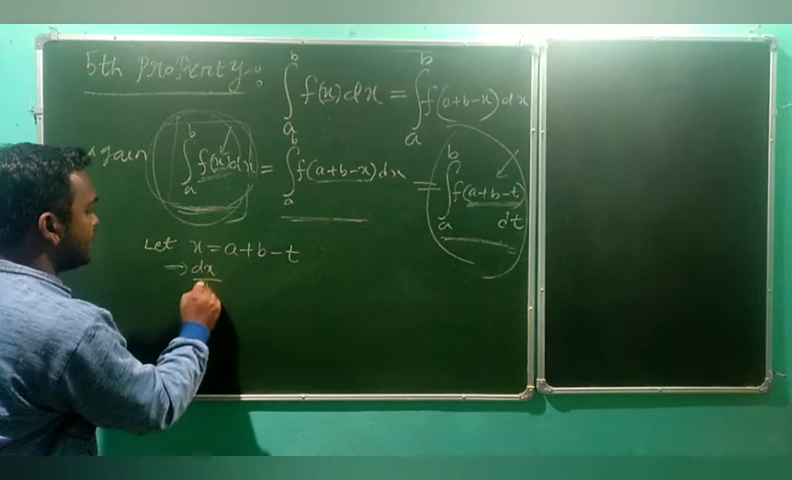 5th Property:
∫_a^b f(x)dx = ∫_a^b f(a+b-x)dx
Again ∫_a^b f(x)dx = ∫_a^b f(a+b-x)dx = ∫_a^b f(a+b-t) dt
Let x = a+b-t
⇒ dx